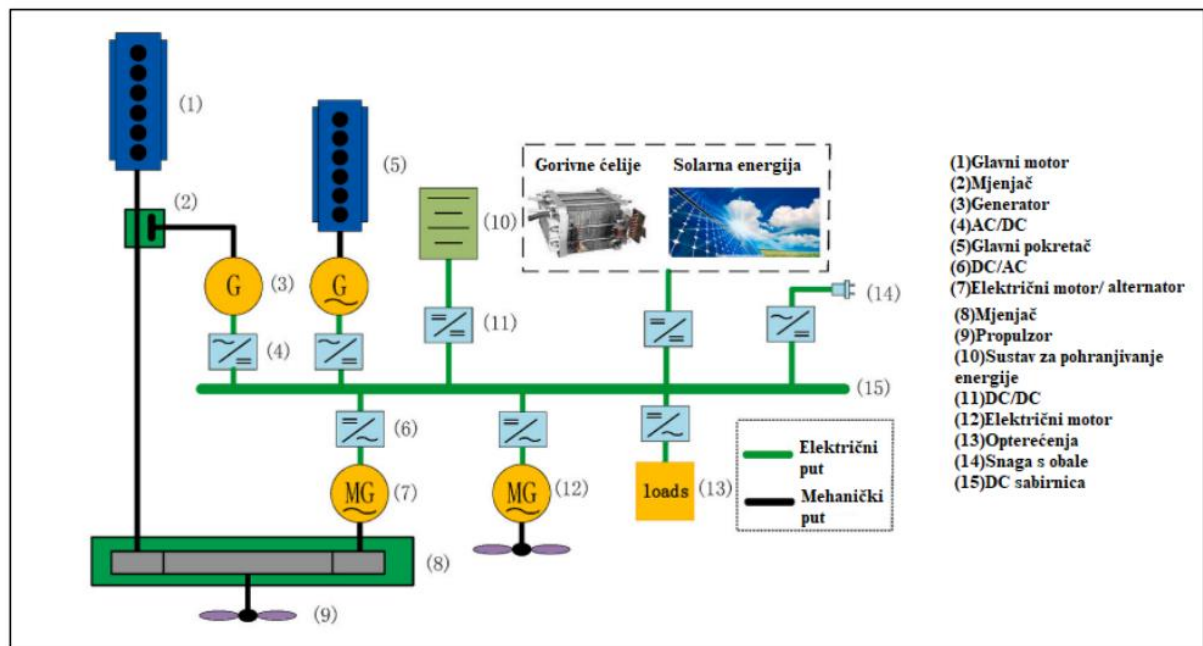 (1)
(2)
G
(3)
(4)
(5)
G
(10)
(11)
Gorivne ćelije
Solarna energija
(14)
(15)
(6)
MG
(7)
MG
(12)
loads
(13)
(8)
(9)
Električni
put
Mehanički
put
(1)Glavni motor
(2)Mjenjač
(3)Generator
(4)AC/DC
(5)Glavni pokretač
(6)DC/AC
(7)Električni motor/ alternator
(8)Mjenjač
(9)Propulzor
(10)Sustav za pohranjivanje
energije
(11)DC/DC
(12)Električni motor
(13)Opterećenja
(14)Snaga s obale
(15)DC sabirnica